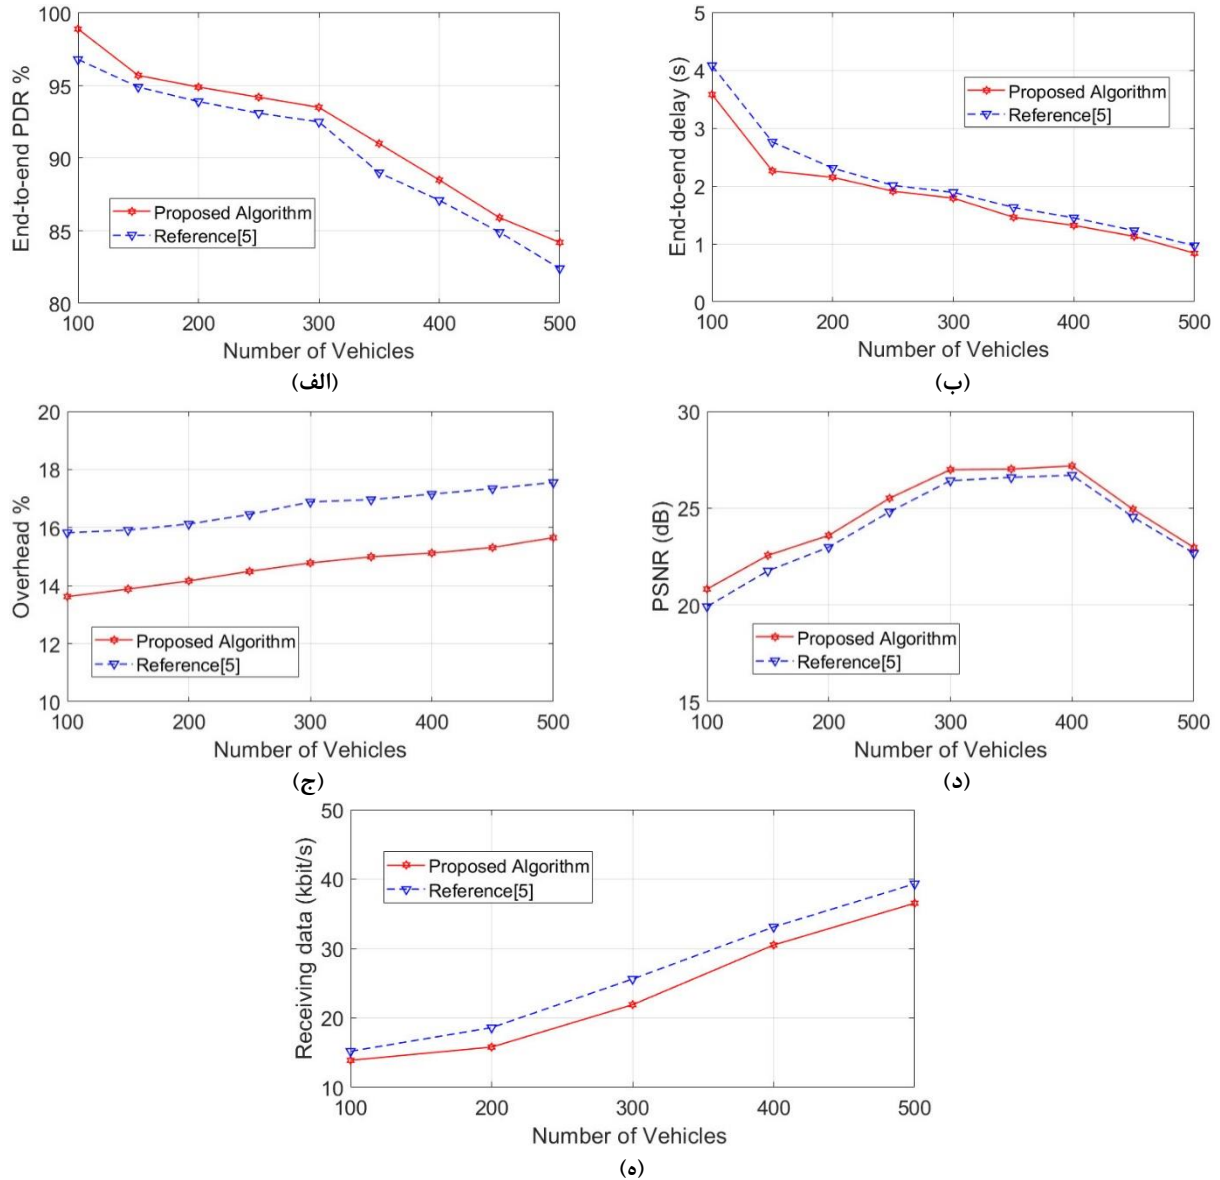 100
95
90
85
80
End-to-end PDR %
Proposed Algorithm
Reference[5]
100 200 300 400 500
Number of Vehicles
(الف)
5
4
3
2
1
0
End-to-end delay (s)
Proposed Algorithm
Reference[5]
100 200 300 400 500
Number of Vehicles
(ب)
20
18
16
14
12
10
Overhead %
Proposed Algorithm
Reference[5]
100 200 300 400 500
Number of Vehicles
(ج)
30
25
20
15
PSNR (dB)
Proposed Algorithm
Reference[5]
100 200 300 400 500
Number of Vehicles
(د)
50
40
30
20
10
Receiving data (kbit/s)
Proposed Algorithm
Reference[5]
100 200 300 400 500
Number of Vehicles
(ه)